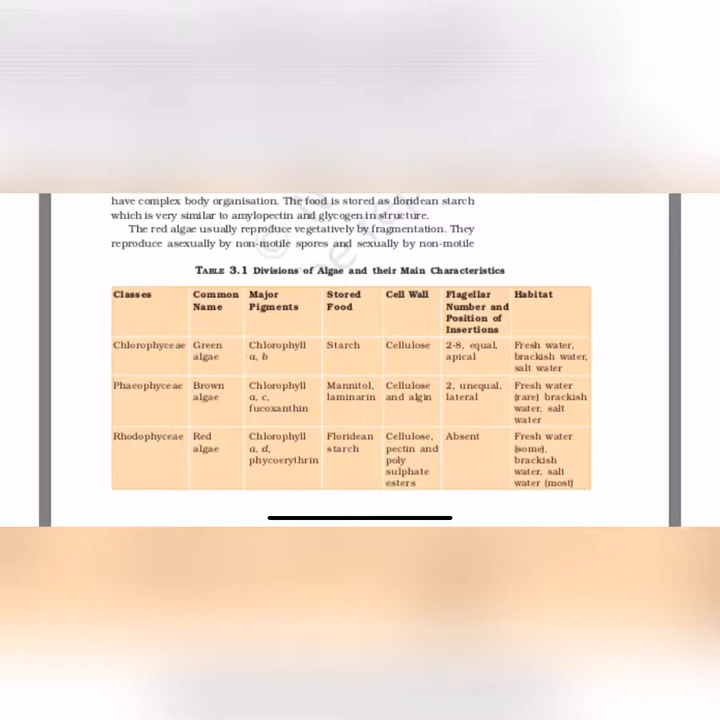 have complex body organisation. The food is stored as floridean starch
which is very similar to amylopectin and glycogen in structure.
The red algae usually reproduce vegetatively by fragmentation. They
reproduce asexually by non-motile spores and sexually by non-motile
TABLE 3.1 Divisions of Algae and their Main Characteristics
Classes Common Major Stored Cell Wall Flagellar Habitat
Name Pigments Food Number and
Position of
Insertions
Chlorophyceae Green Chlorophyll Starch Cellulose 2-8, equal, Fresh water,
algae a, b apical brackish water,
salt water
Phaeophyceae Brown Chlorophyll Mannitol, Cellulose 2, unequal, Fresh water
algae a, c, laminarin and algin lateral (rare) brackish
fucoxanthin water, salt
water
Rhodophyceae Red Chlorophyll Floridean Cellulose, Absent Fresh water
algae a, d, starch pectin and (some),
phycoerythrin poly brackish
sulphate water, salt
esters water (most)